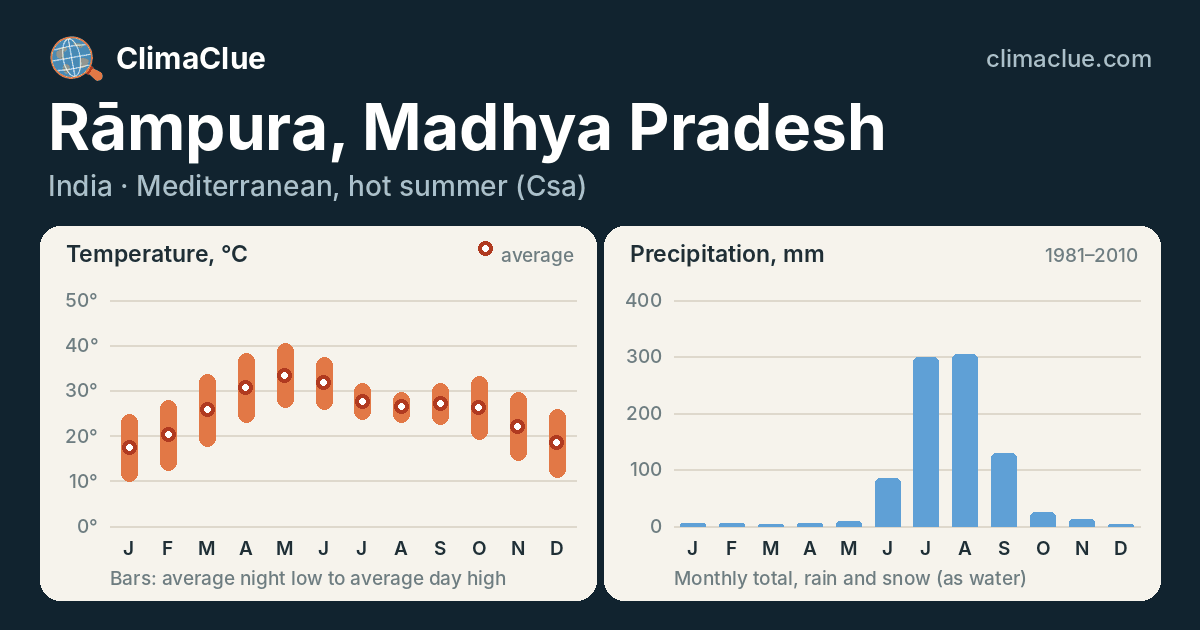 ClimaClue
climaclue.com
Rāmpura, Madhya Pradesh
India · Mediterranean, hot summer (Csa)
Temperature, °C
average
50°
40°
30°
20°
10°
0°
J F M A M J J A S O N D
Bars: average night low to average day high
Precipitation, mm
1981–2010
400
300
200
100
0
J F M A M J J A S O N D
Monthly total, rain and snow (as water)